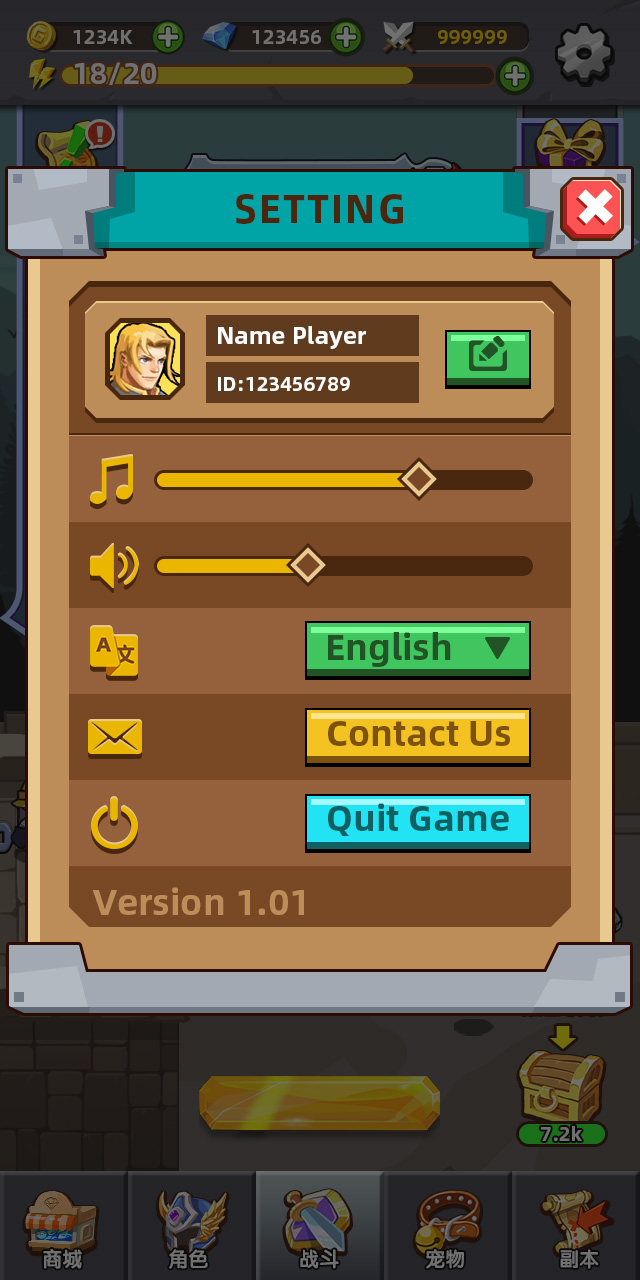 1234K
123456
999999
18/20
SETTING
Name Player
ID:123456789
A
文
English
Contact Us
Quit Game
Version 1.01
7.2k
商城
角色
战斗
宠物
副本